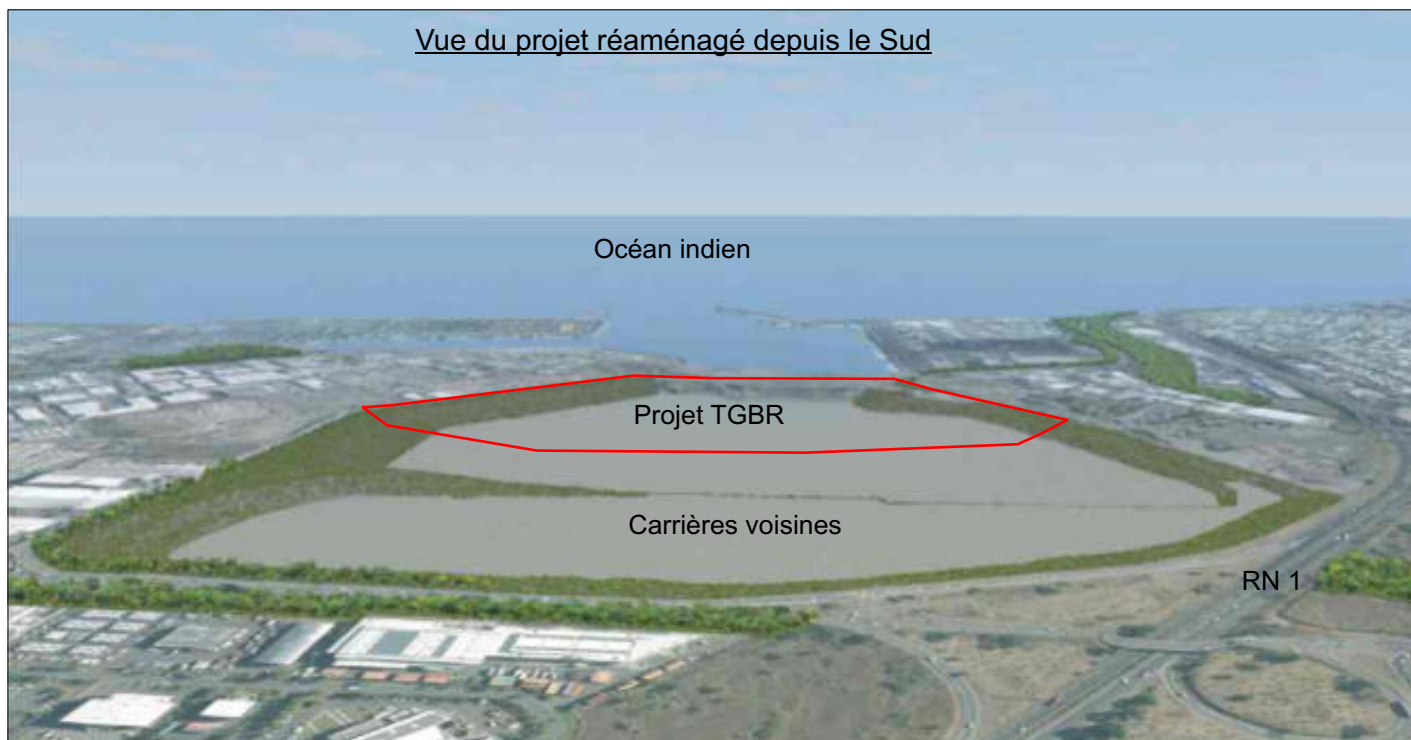 Vue du projet réaménagé depuis le Sud
Océan indien
Projet TGBR
Carrières voisines
RN 1